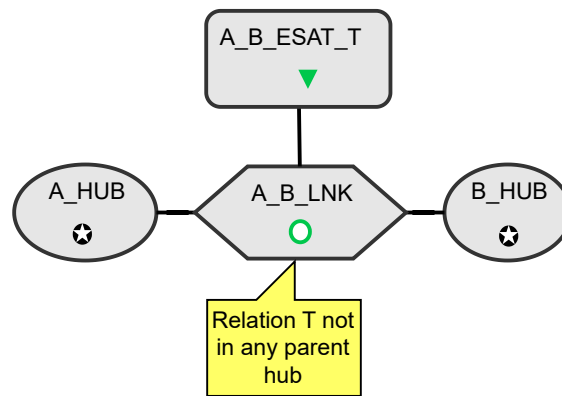 A_B_ESAT_T
A_HUB
A_B_LNK
B_HUB
Relation T not
in any parent
hub